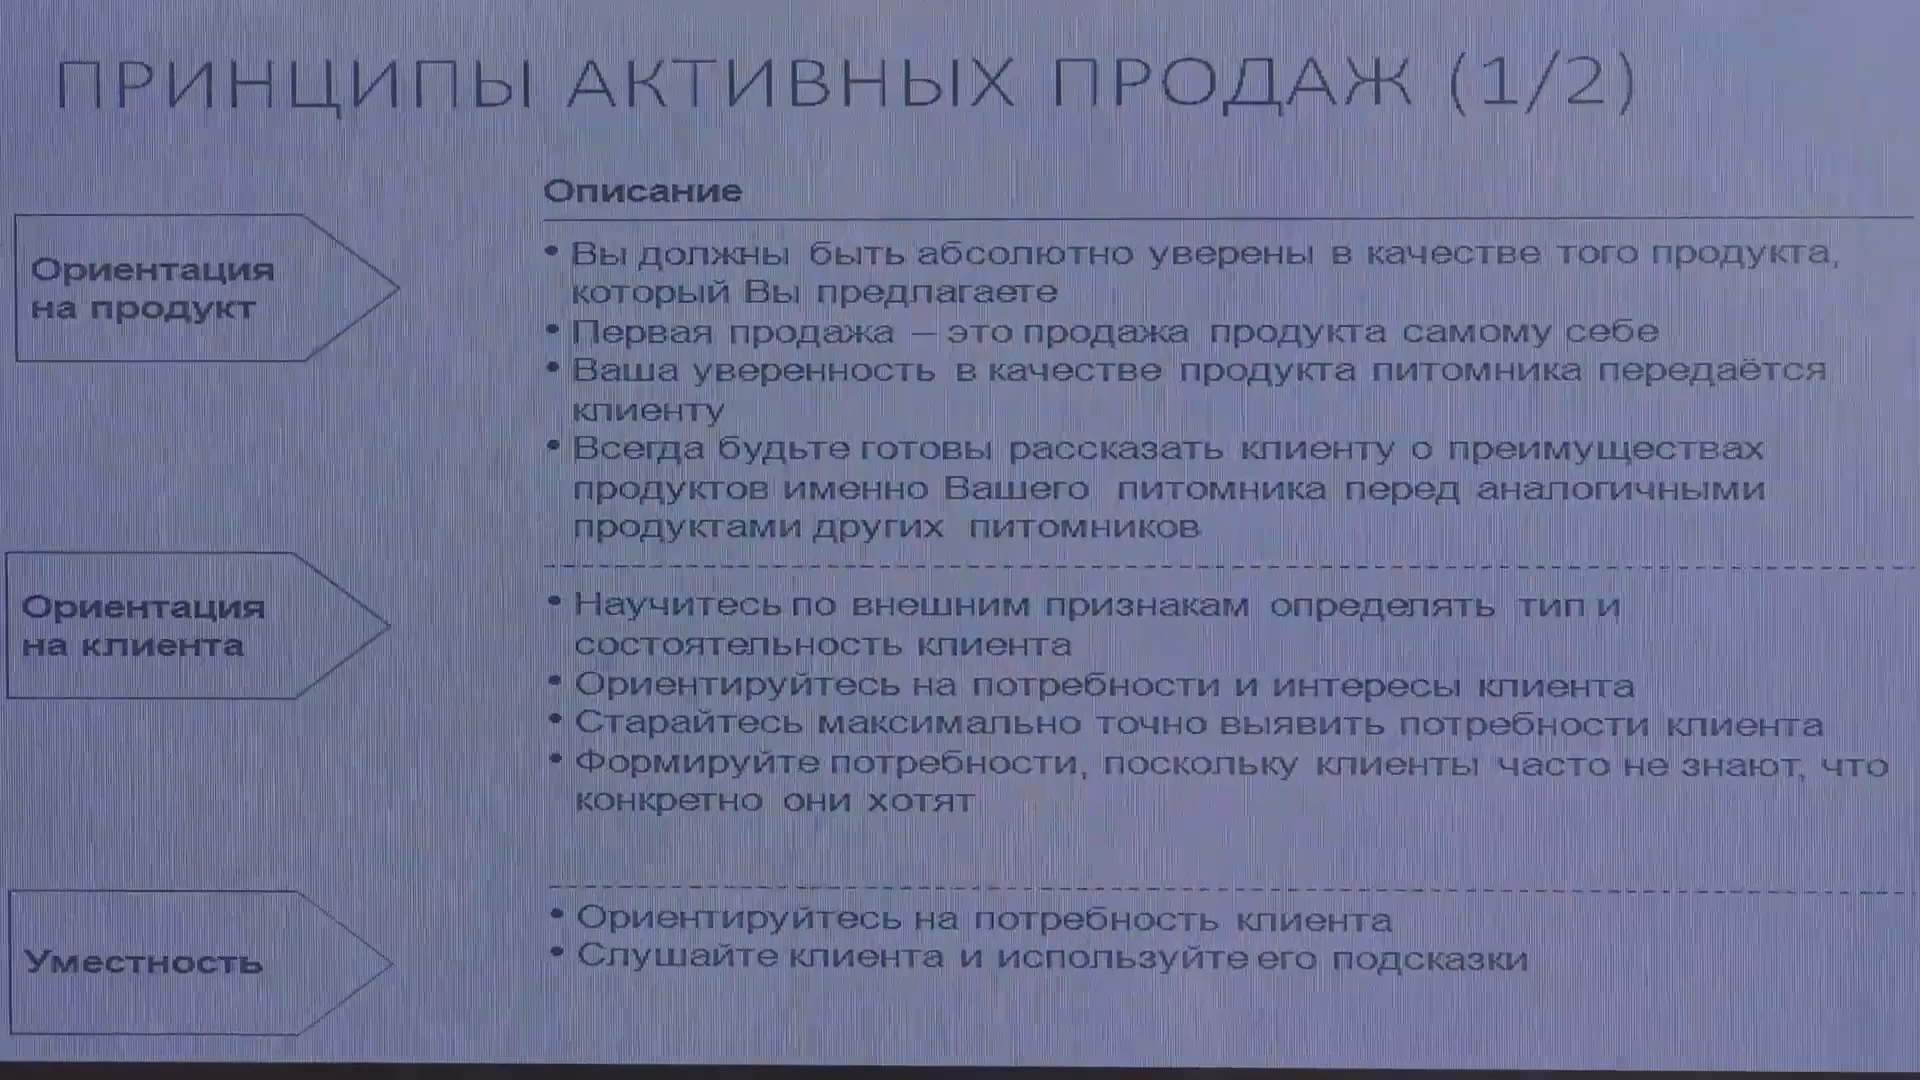 ПРИНЦИПЫ АКТИВНЫХ ПРОДАЖ (1/2)
Описание
Ориентация
на продукт
• Вы должны быть абсолютно уверены в качестве того продукта,
который Вы предлагаете
• Первая продажа – это продажа продукта самому себе
• Ваша уверенность в качестве продукта питомника передаётся
клиенту
• Всегда будьте готовы рассказать клиенту о преимуществах
продуктов именно Вашего питомника перед аналогичными
продуктами других питомников
Ориентация
на клиента
• Научитесь по внешним признакам определять тип и
состоятельность клиента
• Ориентируйтесь на потребности и интересы клиента
• Старайтесь максимально точно выявить потребности клиента
• Формируйте потребности, поскольку клиенты часто не знают, что
конкретно они хотят
Уместность
• Ориентируйтесь на потребность клиента
• Слушайте клиента и используйте его подсказки